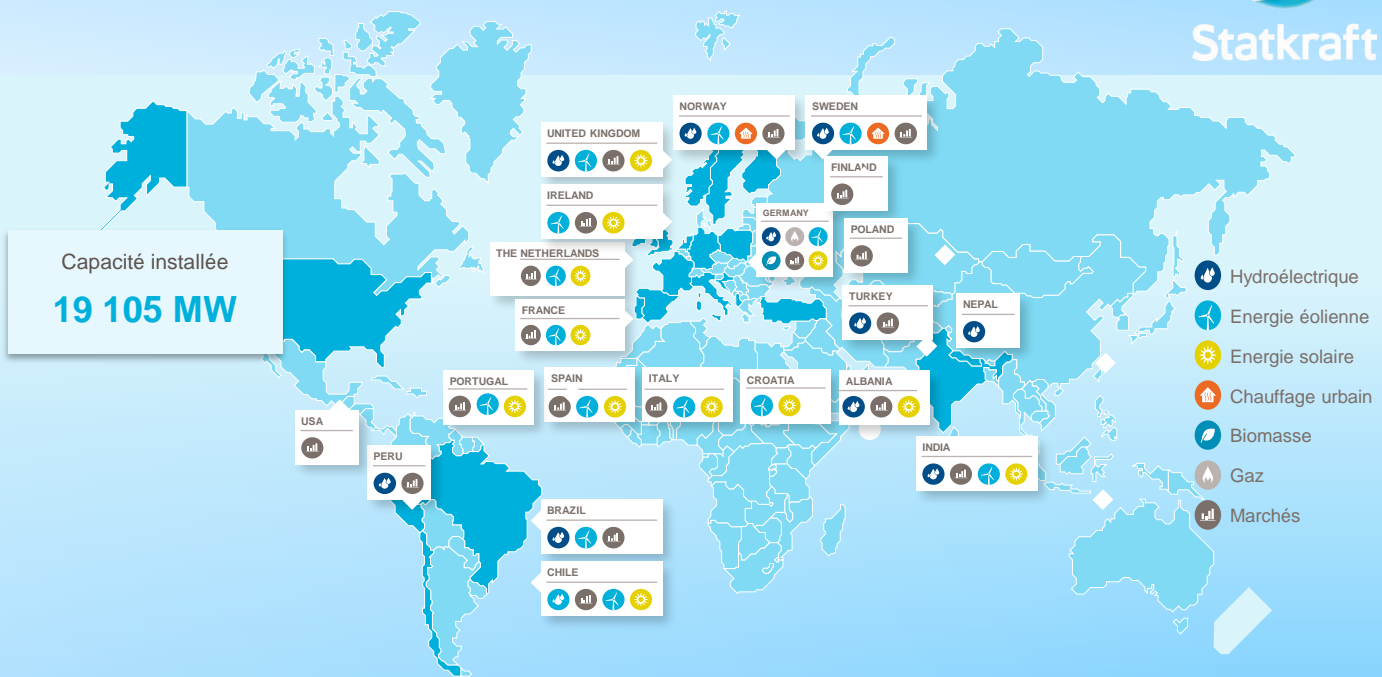 Statkraft
NORWAY
SWEDEN
UNITED KINGDOM
FINLAND
IRELAND
GERMANY
POLAND
THE NETHERLANDS
Capacité installée
19 105 MW
FRANCE
TURKEY
NEPAL
Hydroélectrique
Energie éolienne
Energie solaire
Chauffage urbain
Biomasse
Gaz
Marchés
PORTUGAL
SPAIN
ITALY
CROATIA
ALBANIA
USA
PERU
INDIA
BRAZIL
CHILE